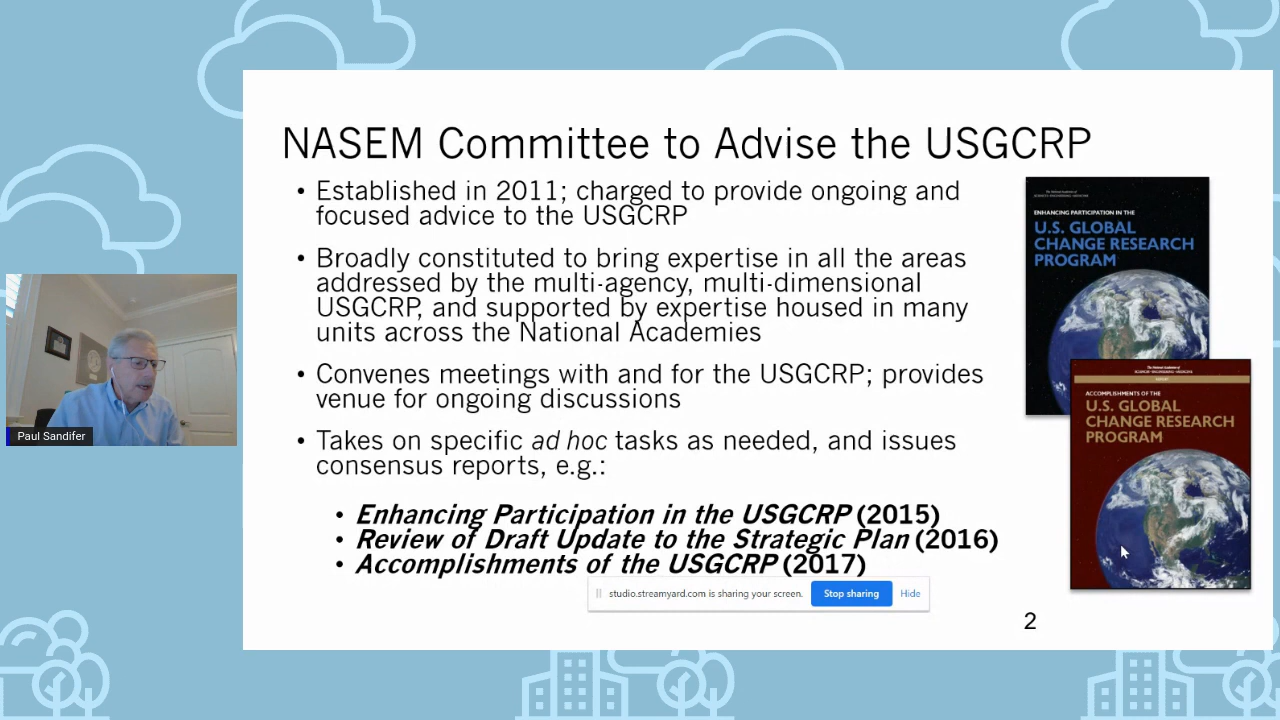 NASEM Committee to Advise the USGCRP
• Established in 2011; charged to provide ongoing and
focused advice to the USGCRP
• Broadly constituted to bring expertise in all the areas
addressed by the multi-agency, multi-dimensional
USGCRP, and supported by expertise housed in many
units across the National Academies
• Convenes meetings with and for the USGCRP; provides
venue for ongoing discussions
• Takes on specific ad hoc tasks as needed, and issues
consensus reports, e.g.:
• Enhancing Participation in the USGCRP (2015)
• Review of Draft Update to the Strategic Plan (2016)
• Accomplishments of the USGCRP (2017)
ENHANCING PARTICIPATION IN THE
U.S. GLOBAL
CHANGE RESEARCH
PROGRAM
ACCOMPLISHMENTS OF THE
U.S. GLOBAL
CHANGE RESEARCH
PROGRAM
Paul Sandifer
studio.streamyard.com is sharing your screen.
Stop sharing
Hide
2